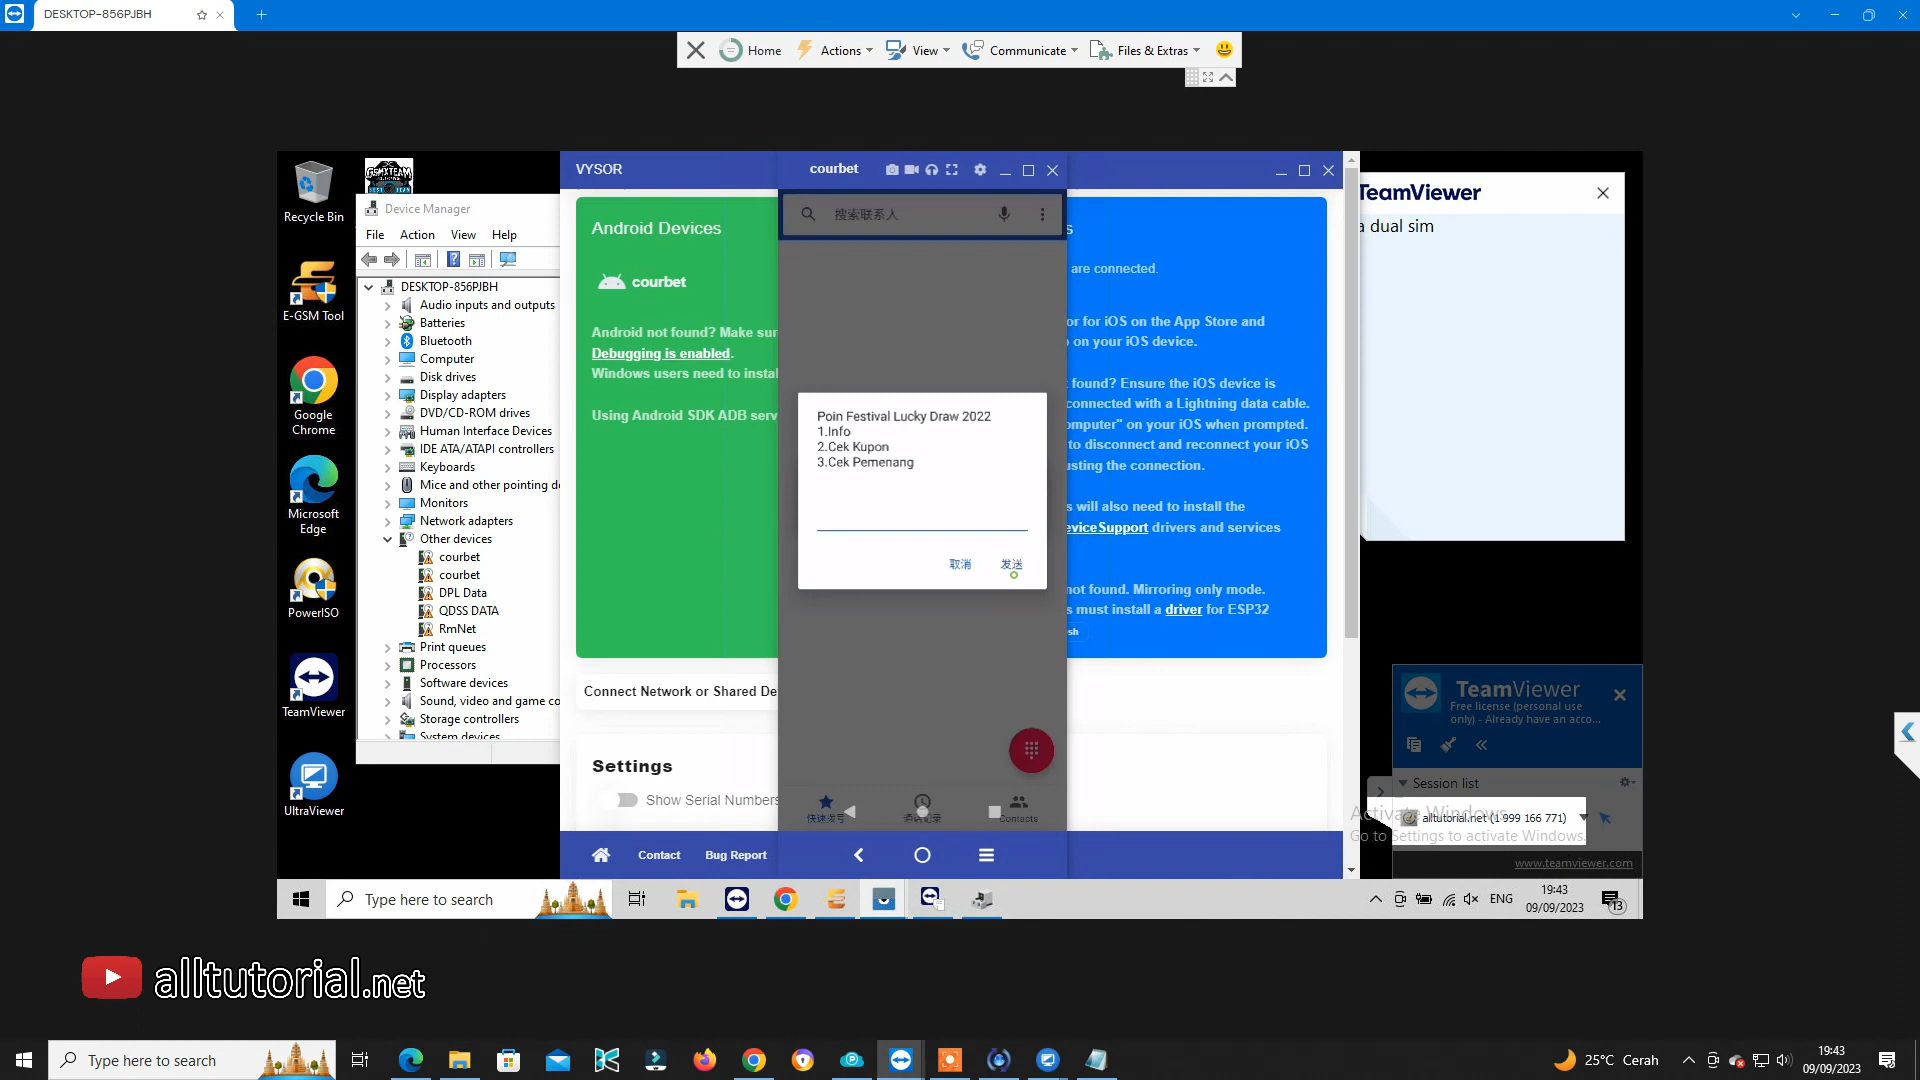 DESKTOP-856PJBH
Home
Actions
View
Communicate
Files & Extras
Recycle Bin
E-GSM Tool
Google
Chrome
Microsoft
Edge
PowerISO
TeamViewer
UltraViewer
Device Manager
File Action View Help
DESKTOP-856PJBH
Audio inputs and outputs
Batteries
Bluetooth
Computer
Disk drives
Display adapters
DVD/CD-ROM drives
Human Interface Devices
IDE ATA/ATAPI controllers
Keyboards
Mice and other pointing d
Monitors
Network adapters
Other devices
courbet
courbet
DPL Data
QDSS DATA
RmNet
Print queues
Processors
Software devices
Sound, video and game co
Storage controllers
System devices
VYSOR
Android Devices
courbet
Android not found? Make sur
Debugging is enabled.
Windows users need to instal
Using Android SDK ADB serv
Connect Network or Shared De
Settings
Show Serial Numbers
Contact
Bug Report
courbet
搜索联系人
Poin Festival Lucky Draw 2022
1.Info
2.Cek Kupon
3.Cek Pemenang
取消
发送
Contacts
s
are connected.
or for iOS on the App Store and
on your iOS device.
found? Ensure the iOS device is
connected with a Lightning data cable.
omputer" on your iOS when prompted.
to disconnect and reconnect your iOS
usting the connection.
s will also need to install the
eviceSupport drivers and services
not found. Mirroring only mode.
s must install a driver for ESP32
sh
TeamViewer
a dual sim
TeamViewer
Free license (personal use
only) - Already have an acco...
Session list
alltutorial.net (1 999 166 771)
Activate Windows
Go to Settings to activate Windows.
www.teamviewer.com
Type here to search
ENG
19:43
09/09/2023
13
alltutorial.net
Type here to search
25°C Cerah
19:43
09/09/2023